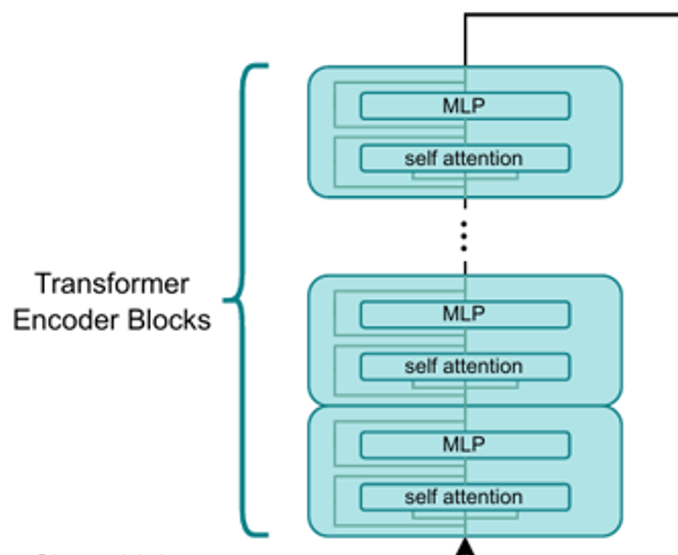 MLP
self attention
Transformer
Encoder Blocks
MLP
self attention
MLP
self attention